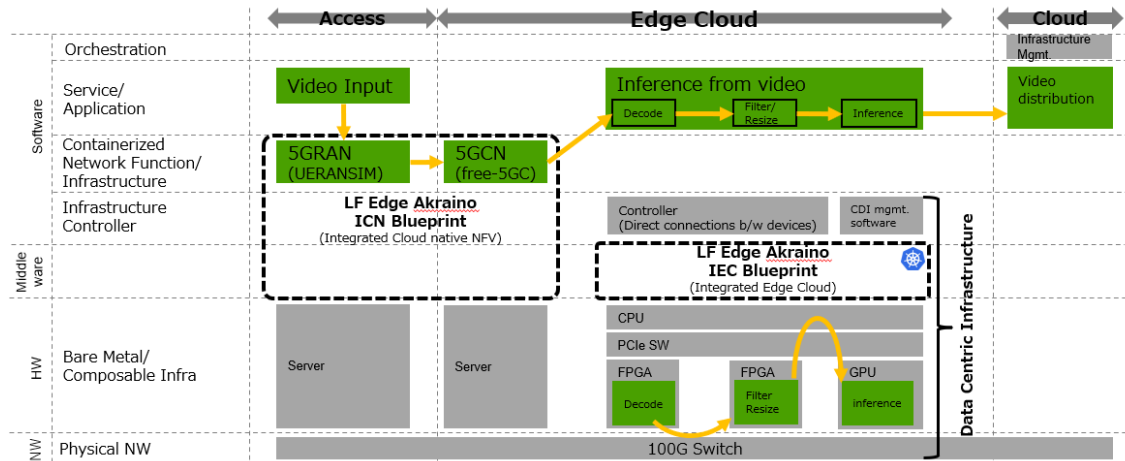 Access
Edge Cloud
Cloud
Software
Orchestration
Infrastructure
Mgmt.
Service/
Application
Video Input
Inference from video
Decode
Filter/
Resize
Inference
Video
distribution
Containerized
Network Function/
Infrastructure
5GRAN
(UERANSIM)
5GCN
(free-5GC)
Infrastructure
Controller
LF Edge Akraino
ICN Blueprint
(Integrated Cloud native NFV)
Controller
(Direct connections b/w devices)
CDI mgmt.
software
Middle
ware
LF Edge Akraino
IEC Blueprint
(Integrated Edge Cloud)
Data Centric Infrastructure
HW
Bare Metal/
Composable Infra
Server
Server
CPU
PCIe SW
FPGA
Decode
FPGA
Filter
Resize
GPU
inference
NW
Physical NW
100G Switch